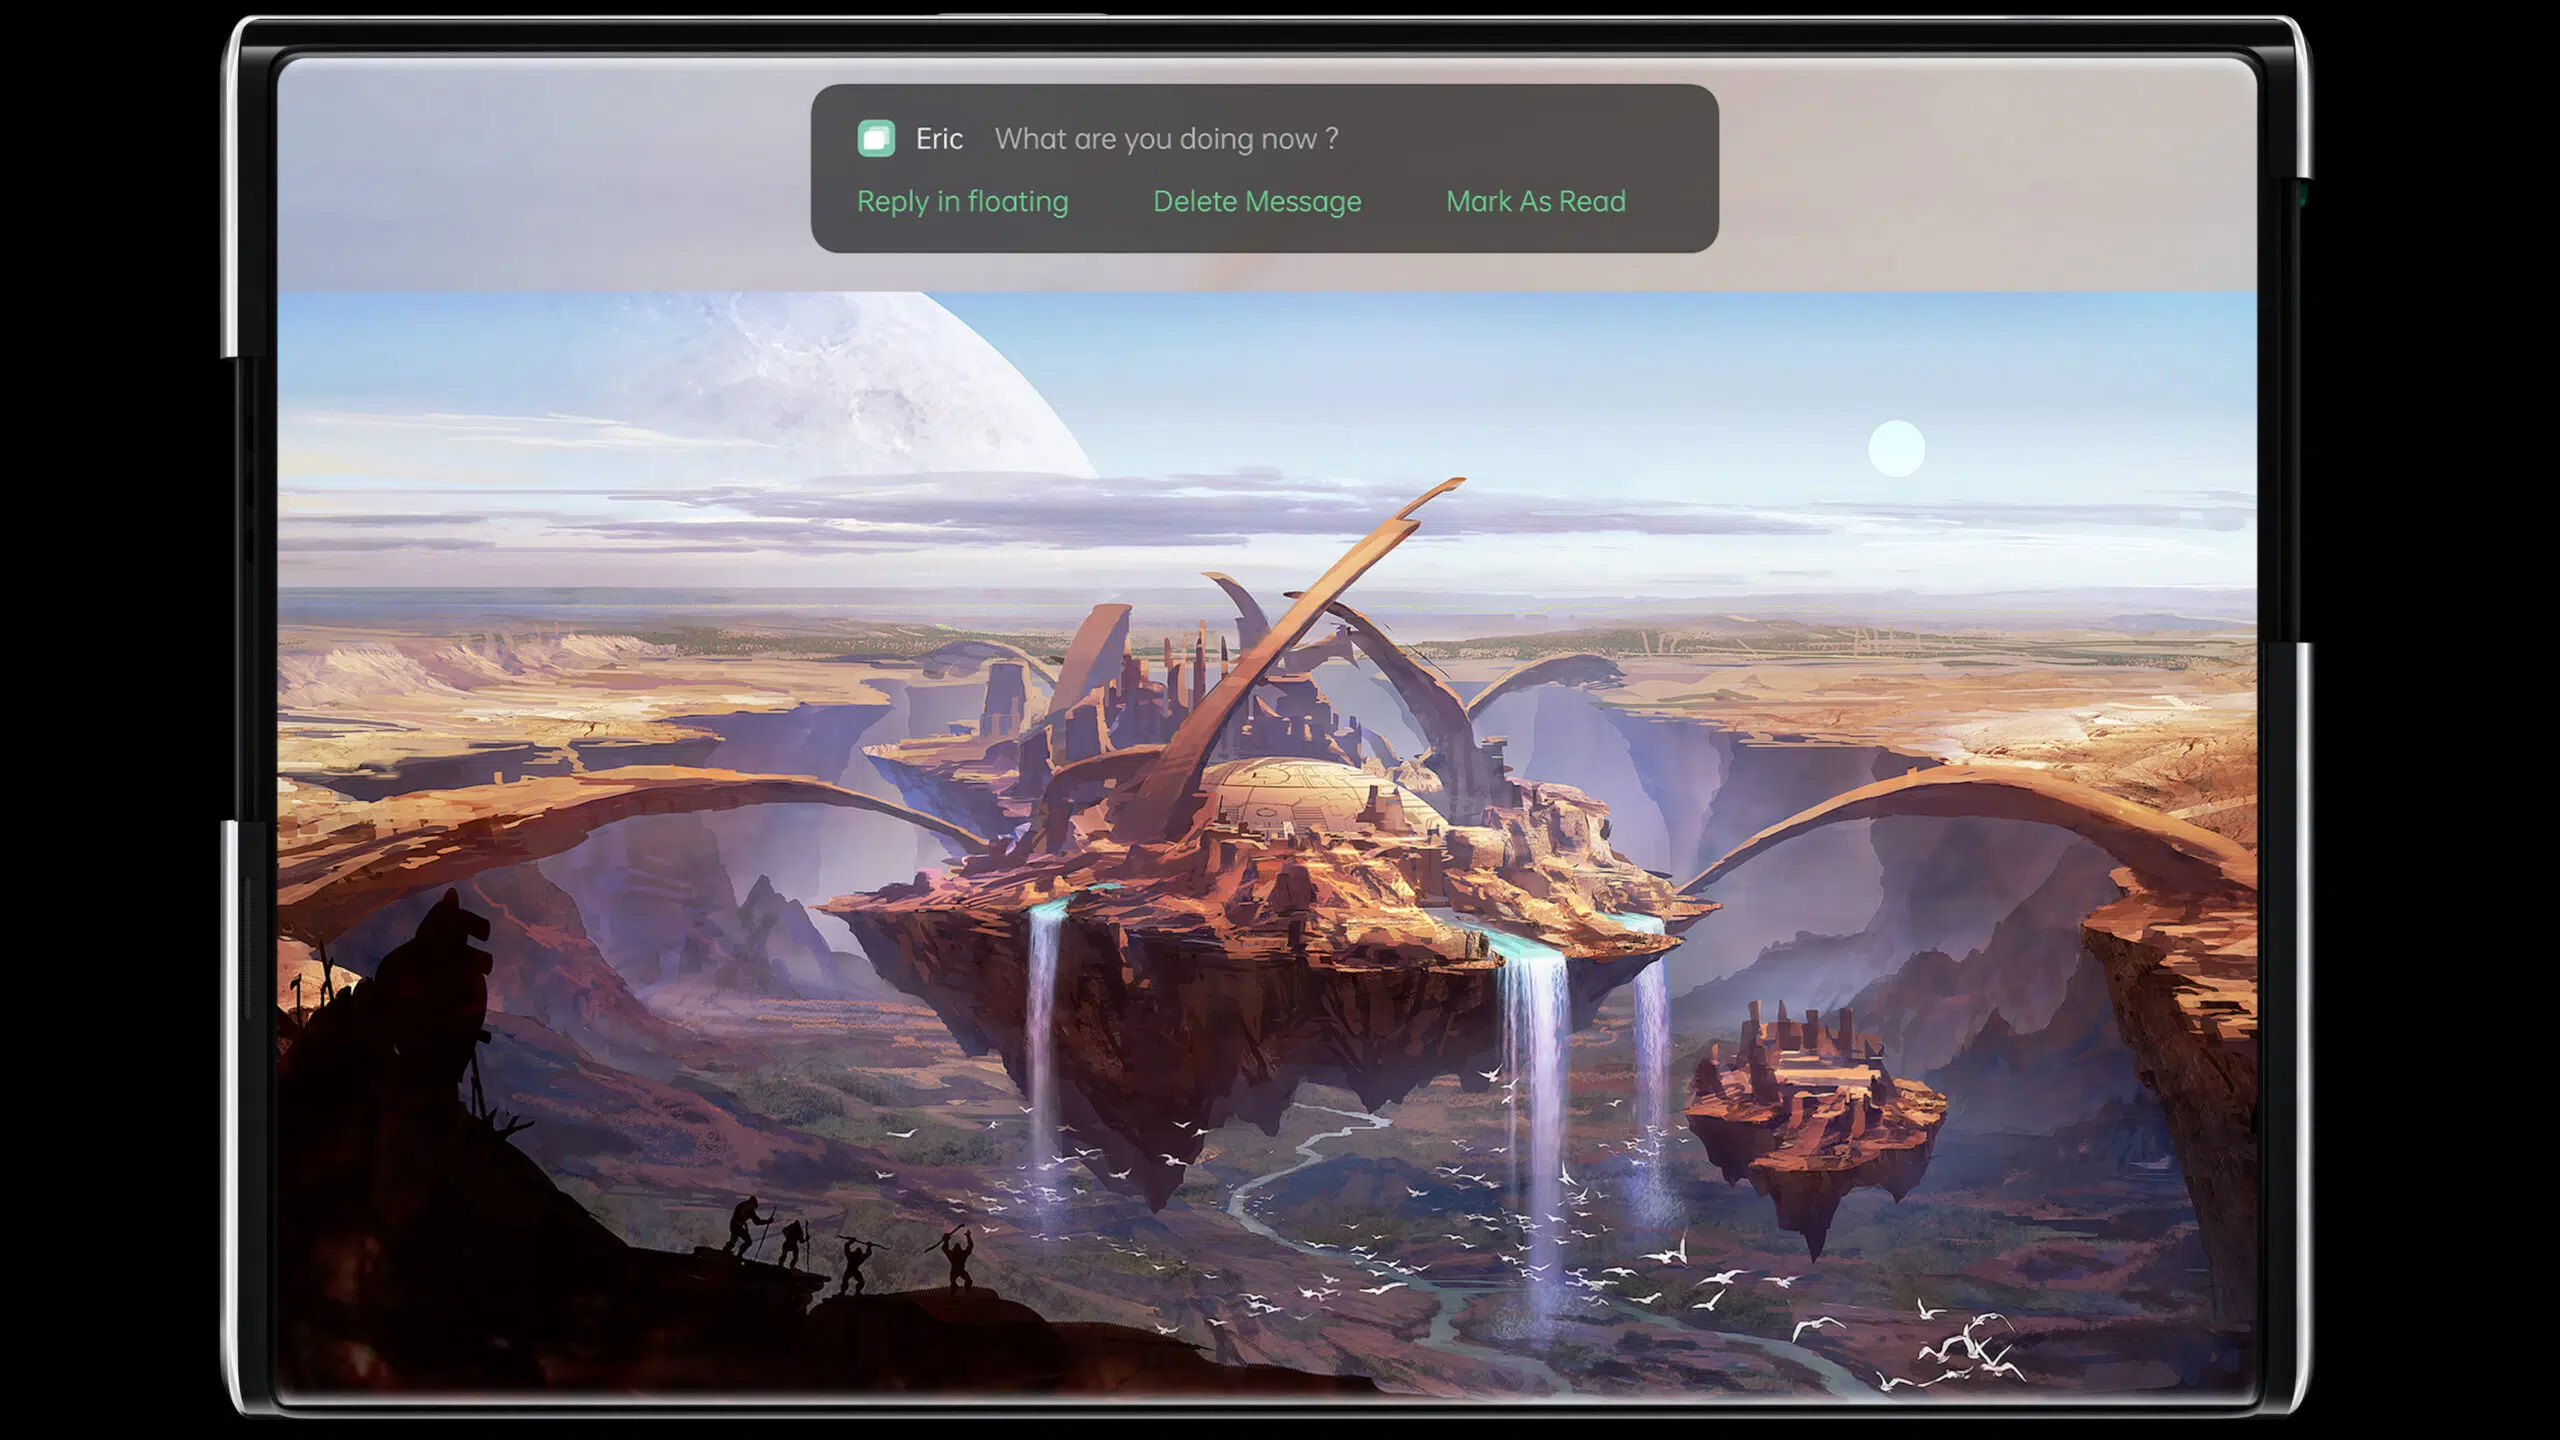 Eric What are you doing now ?
Reply in floating Delete Message Mark As Read